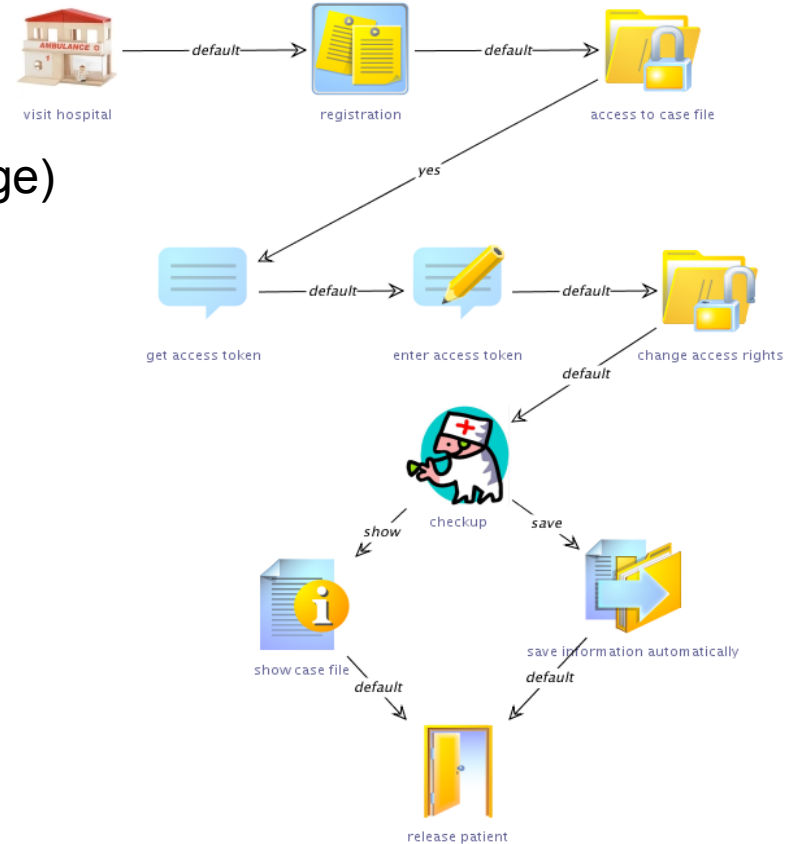 AMBULANCE
default
default
visit hospital
registration
access to case file
ge)
yes
default
default
get access token
enter access token
change access rights
default
checkup
show
save
show case file
save information automatically
default
default
release patient